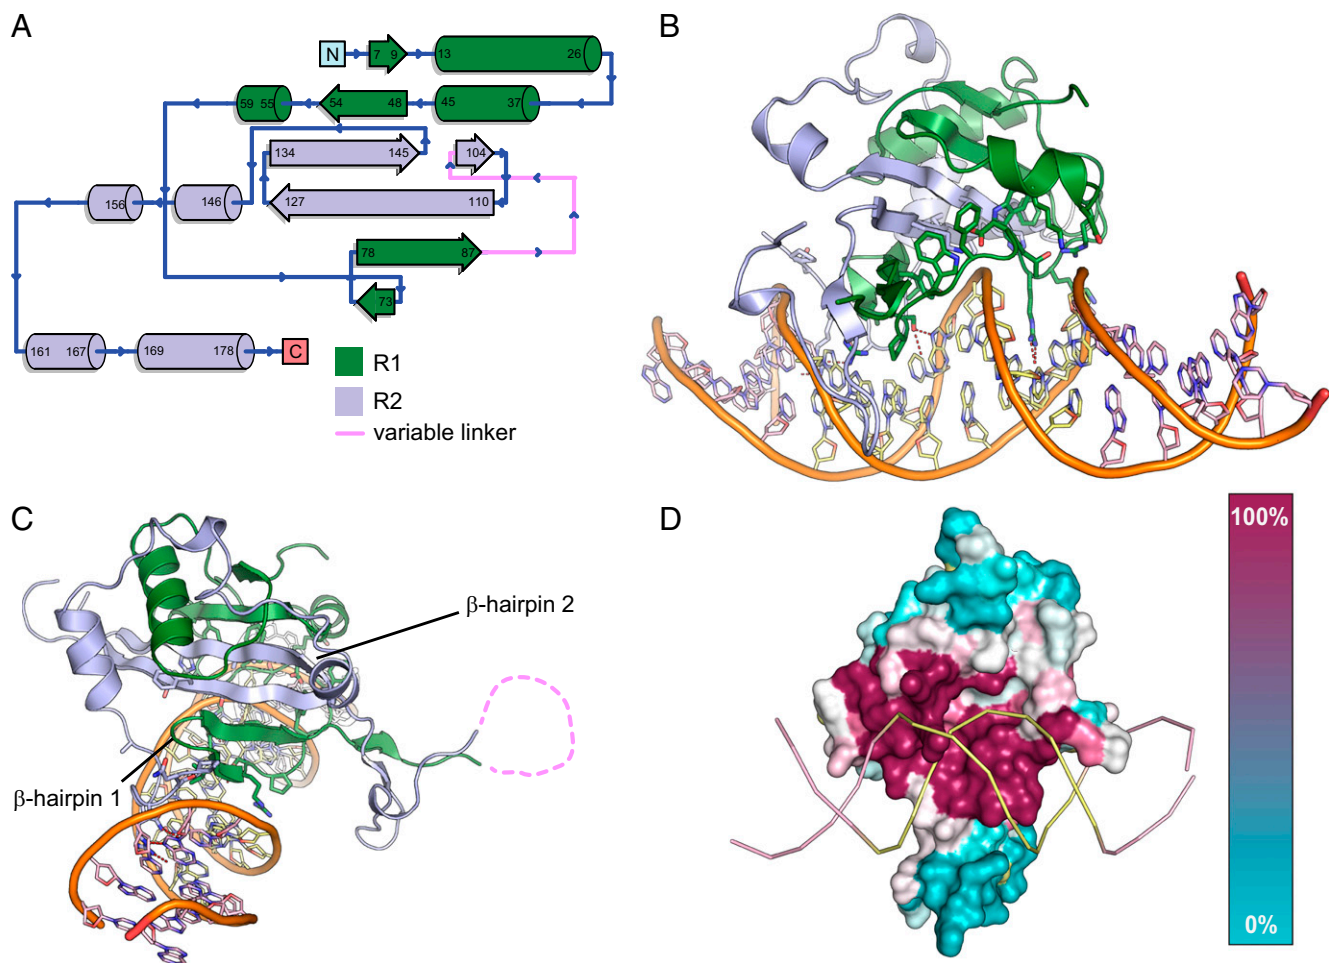 A
N
7 9
13 26
59 55
54 48
45 37
134 145
104
156
146
127 110
78 87
73
161 167
169 178
C
R1
R2
variable linker
B
C
β-hairpin 2
β-hairpin 1
D
100%
0%